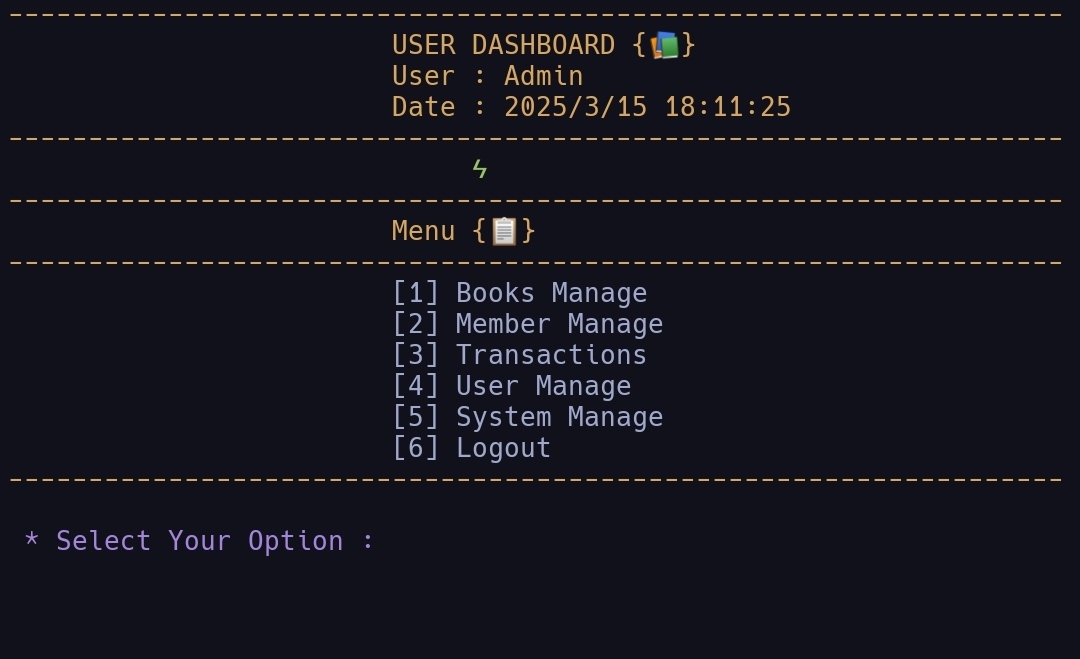 ------------------------------------------------------------------
USER DASHBOARD {📚}
User : Admin
Date : 2025/3/15 18:11:25
------------------------------------------------------------------
ϟ
------------------------------------------------------------------
Menu {📋}
------------------------------------------------------------------
[1] Books Manage
[2] Member Manage
[3] Transactions
[4] User Manage
[5] System Manage
[6] Logout
------------------------------------------------------------------
* Select Your Option :